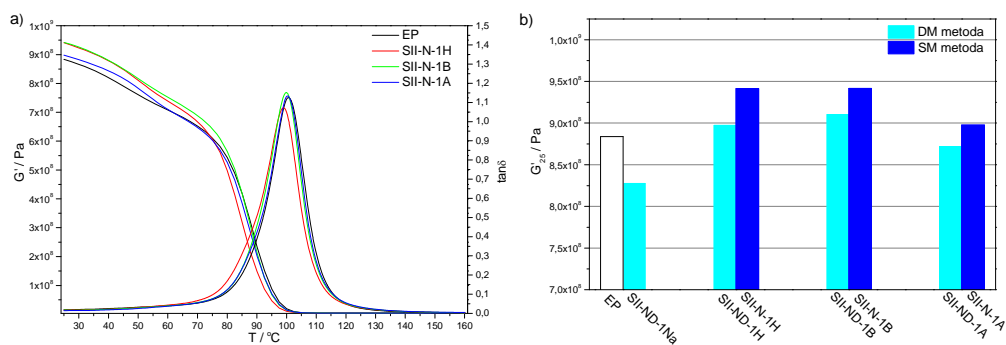 a)
EP
SII-N-1H
SII-N-1B
SII-N-1A
G' / Pa
1x10⁹
9x10⁸
8x10⁸
7x10⁸
6x10⁸
5x10⁸
4x10⁸
3x10⁸
2x10⁸
1x10⁸
1,5
1,4
1,3
1,2
1,1
1,0
0,9
0,8
0,7
0,6
0,5
0,4
0,3
0,2
0,1
0,0
tanδ
30 40 50 60 70 80 90 100 110 120 130 140 150 160
T / °C
b)
DM metoda
SM metoda
G'₂₅ / Pa
1,0x10⁹
9,5x10⁸
9,0x10⁸
8,5x10⁸
8,0x10⁸
7,5x10⁸
7,0x10⁸
EP
SII-ND-1Na
SII-ND-1H
SII-N-1H
SII-ND-1B
SII-N-1B
SII-ND-1A
SII-N-1A